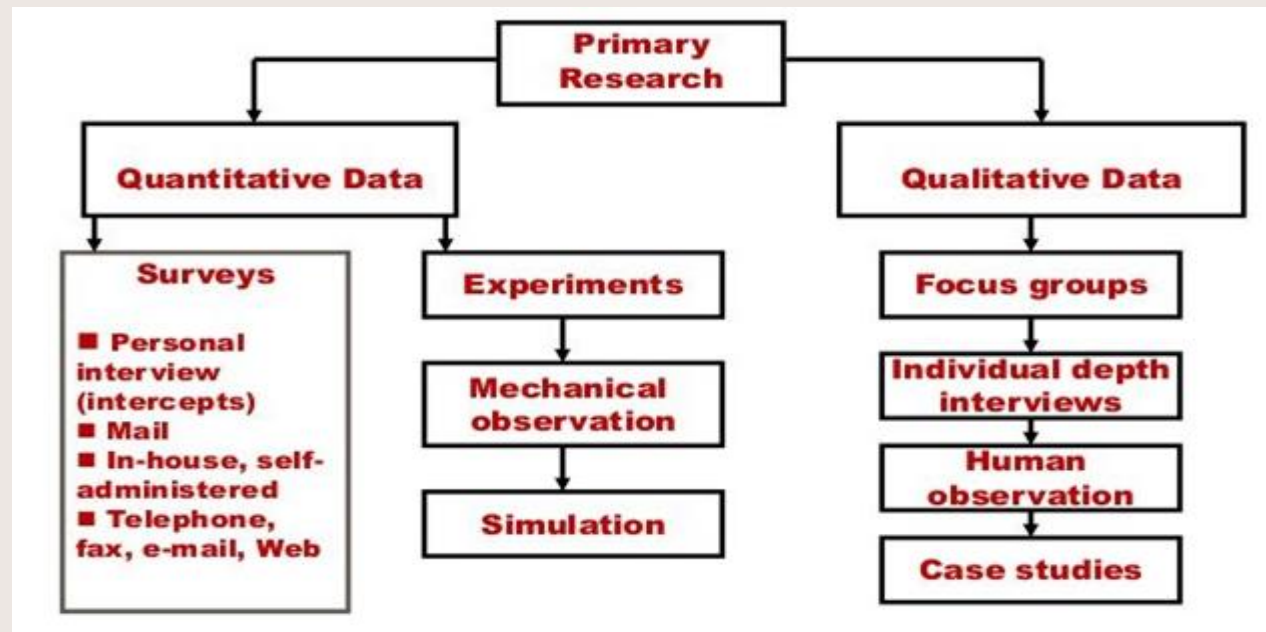 Primary
Research
Quantitative Data
Qualitative Data
Surveys
■ Personal
interview
(intercepts)
■ Mail
■ In-house, self-
administered
■ Telephone,
fax, e-mail, Web
Experiments
Mechanical
observation
Simulation
Focus groups
Individual depth
interviews
Human
observation
Case studies